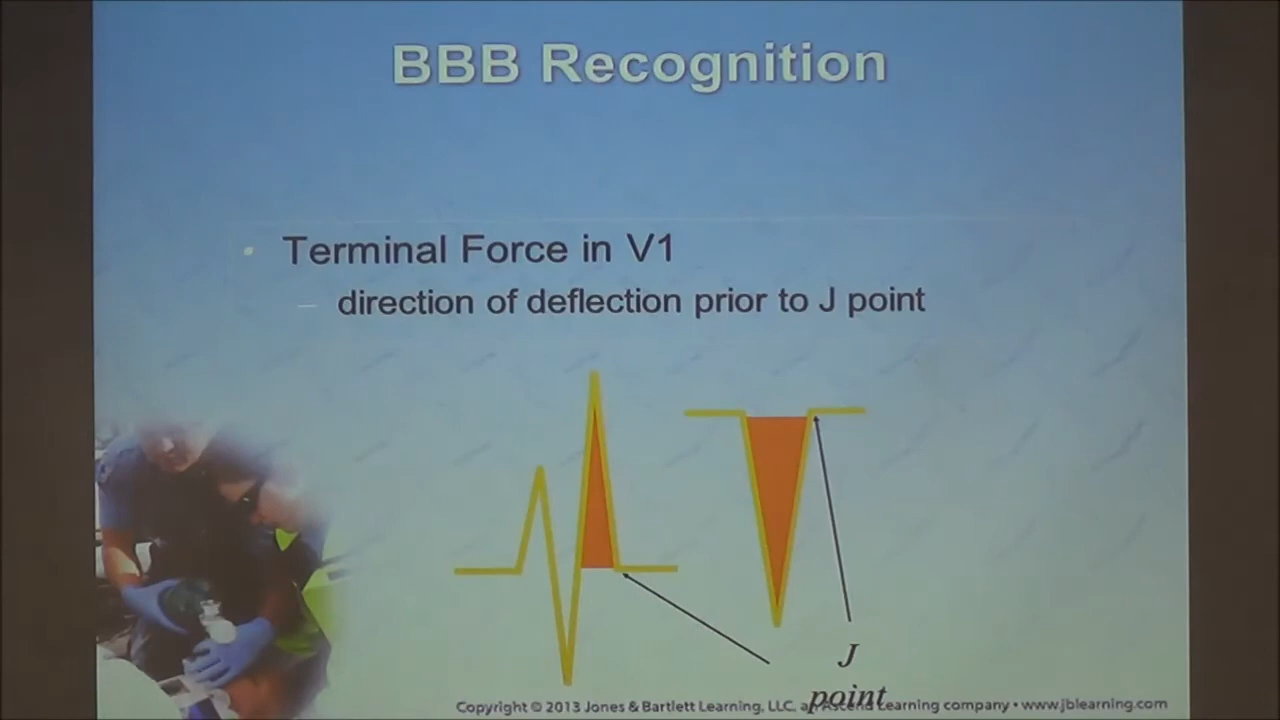 BBB Recognition
• Terminal Force in V1
– direction of deflection prior to J point
J
point
Copyright © 2013 Jones & Bartlett Learning, LLC, an Ascend Learning company • www.jblearning.com